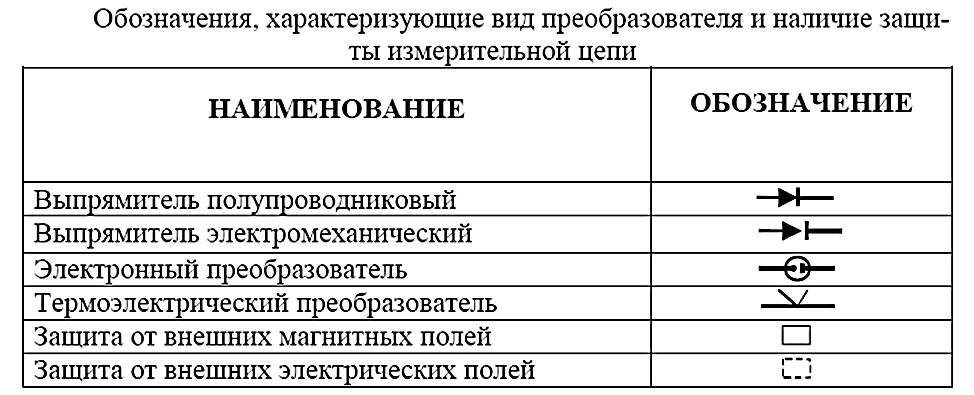 Обозначения, характеризующие вид преобразователя и наличие защи-
ты измерительной цепи
НАИМЕНОВАНИЕ
ОБОЗНАЧЕНИЕ
Выпрямитель полупроводниковый
Выпрямитель электромеханический
Электронный преобразователь
Термоэлектрический преобразователь
Защита от внешних магнитных полей
Защита от внешних электрических полей